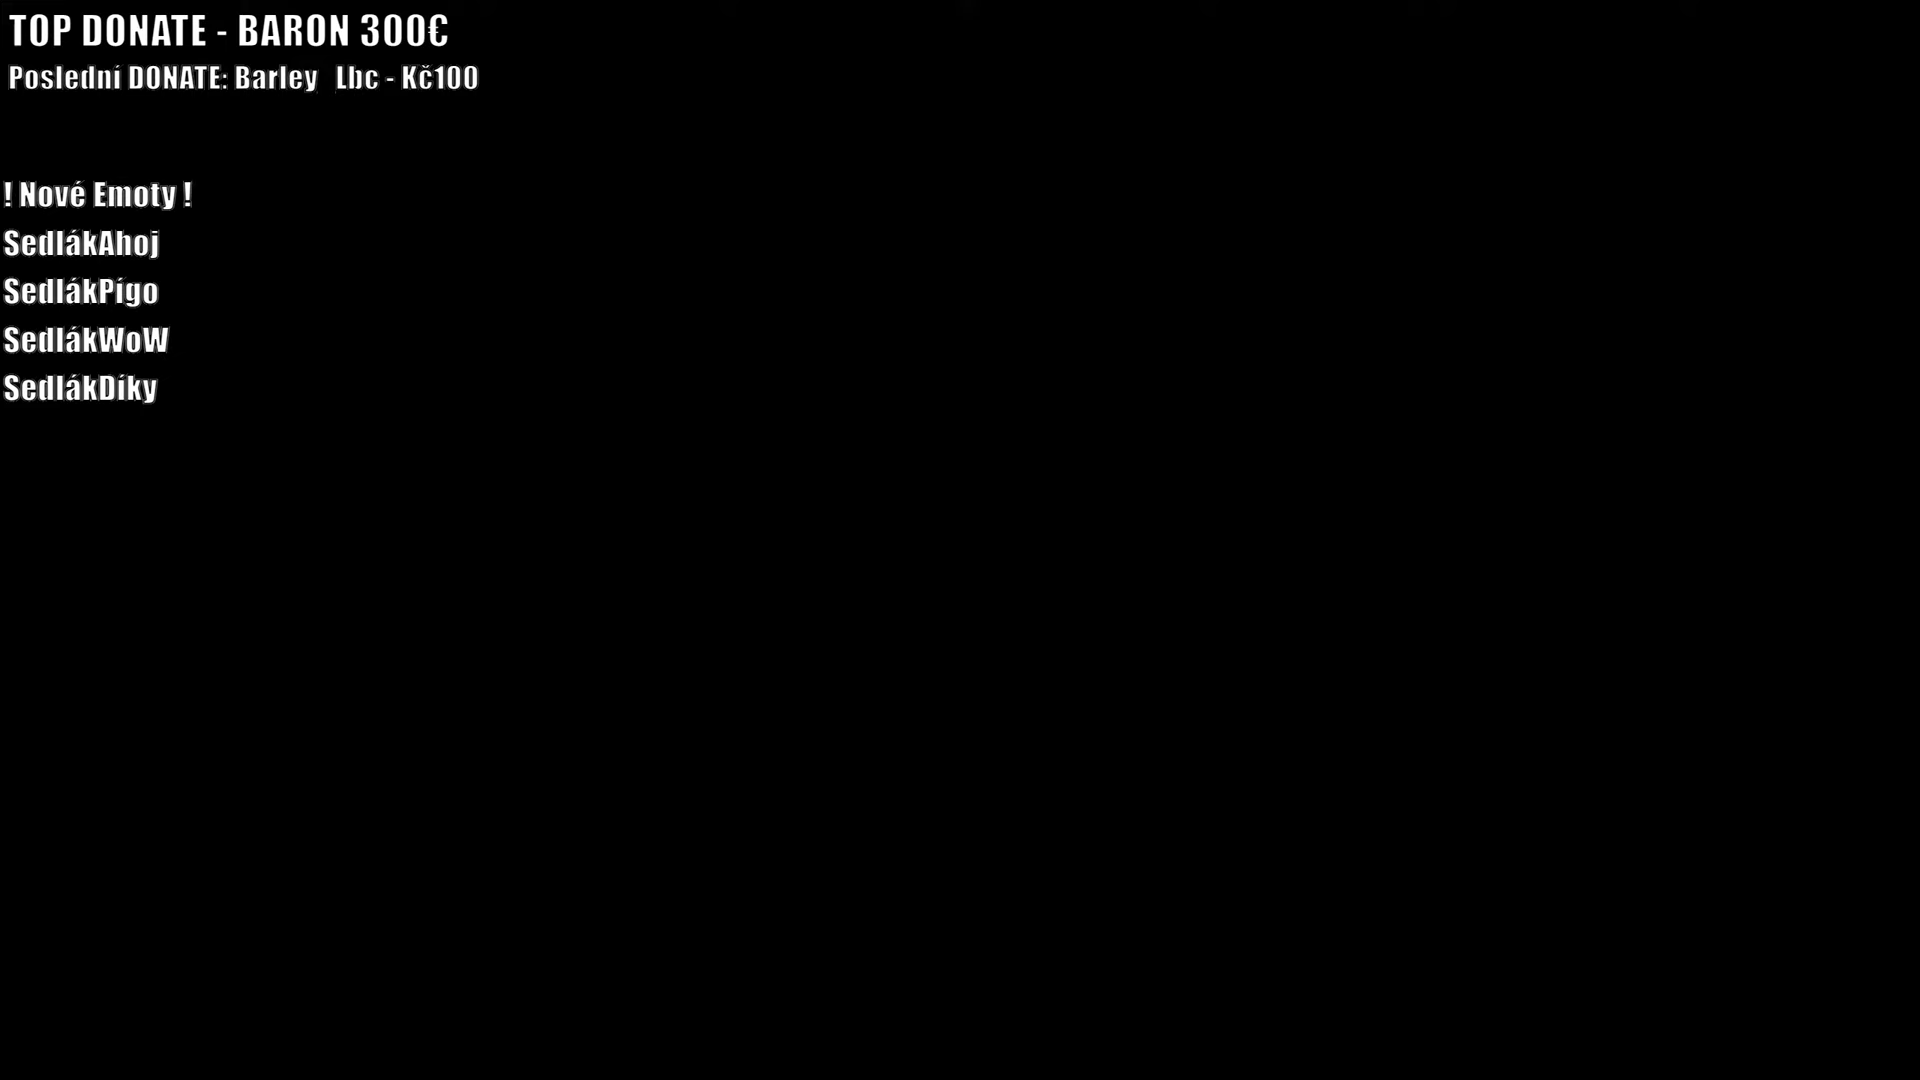 TOP DONATE - BARON 300€
Poslední DONATE: Barley Lbc - Kč100
! Nové Emoty !
SedlákAhoj
SedlákPígo
SedlákWoW
SedlákDíky